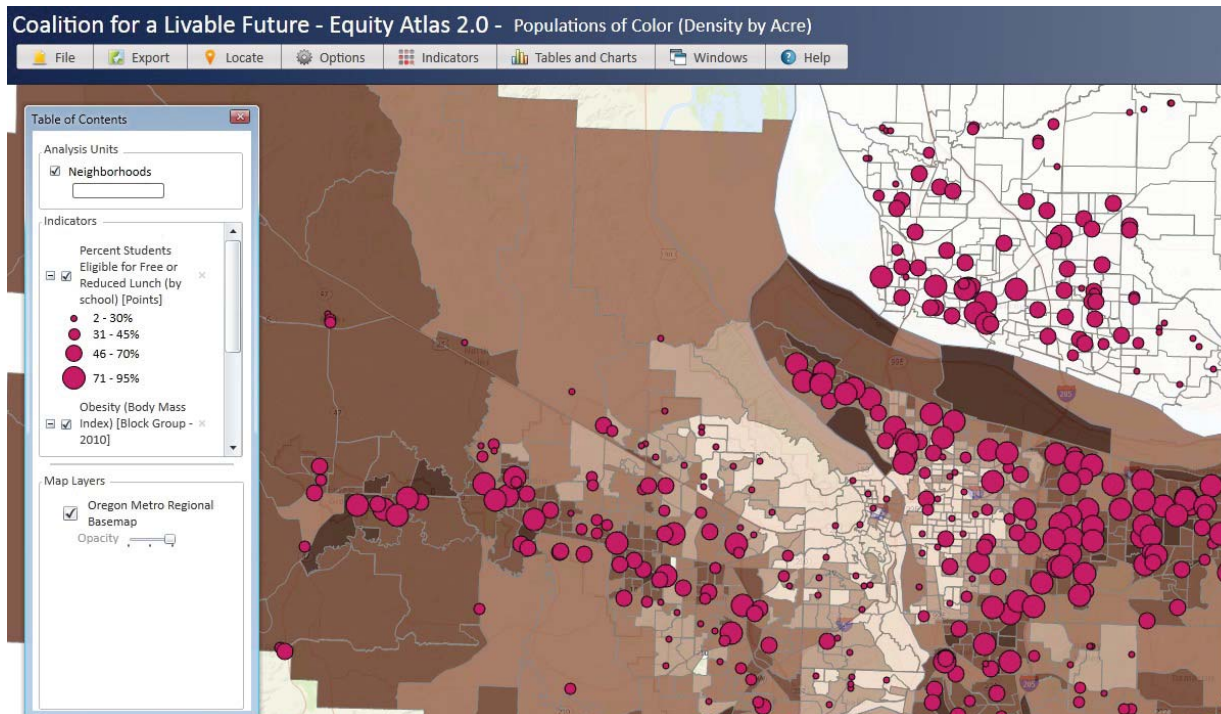 Coalition for a Livable Future - Equity Atlas 2.0 - Populations of Color (Density by Acre)
File Export Locate Options Indicators Tables and Charts Windows Help
Table of Contents
Analysis Units
Neighborhoods
Indicators
Percent Students
Eligible for Free or
Reduced Lunch (by
school) [Points]
2 - 30%
31 - 45%
46 - 70%
71 - 95%
Obesity (Body Mass
Index) [Block Group -
2010]
Map Layers
Oregon Metro Regional
Basemap
Opacity
47
47